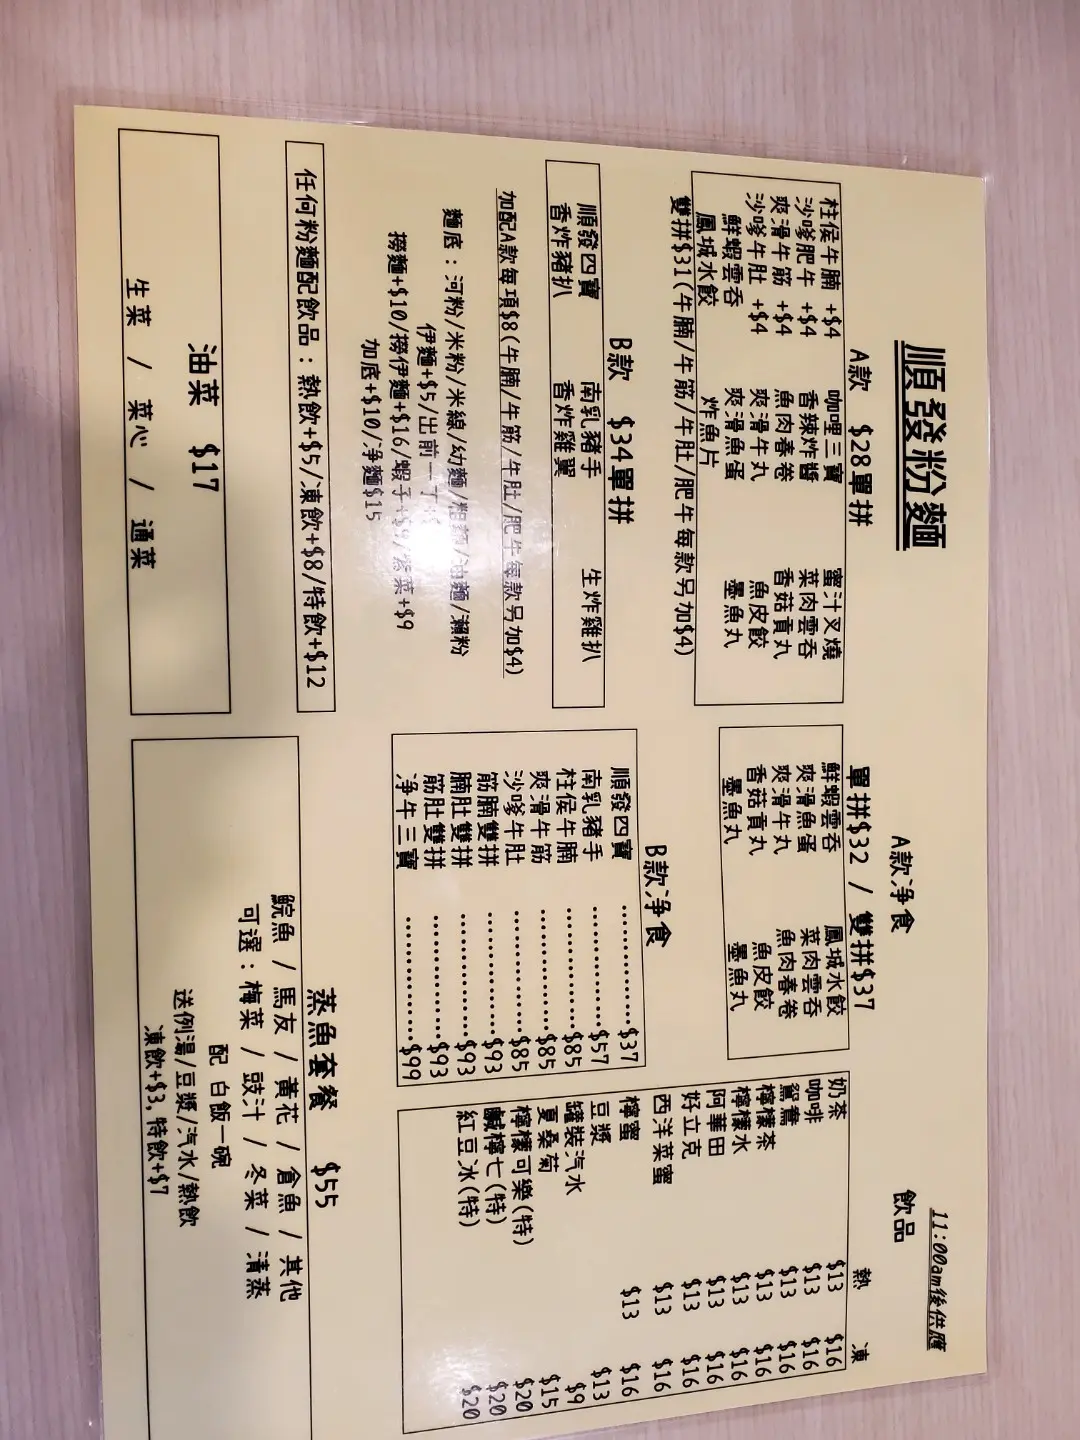 順發粉麵
11:00am後供應
A款 $28單拼
柱侯牛腩 +$4 咖哩三寶 蜜汁叉燒
沙嗲肥牛 +$4 香辣炸醬 菜肉雲吞
爽滑牛筋 +$4 魚肉春卷 香菇貢丸
沙嗲牛肚 +$4 爽滑牛丸 魚皮餃
鮮蝦雲吞 爽滑魚蛋 墨魚丸
鳳城水餃 炸魚片
雙拼$31(牛腩/牛筋/牛肚/肥牛每款另加$4)
B款 $34單拼
順發四寶 南乳豬手 生炸雞扒
香炸豬扒 香炸雞翼
加配A款每項$8(牛腩/牛筋/牛肚/肥牛每款另加$4)
麵底：河粉/米粉/米線/幼麵/粗麵/油麵/瀨粉
伊麵+$5/出前一丁
撈麵+$10/撈伊麵+$16/蝦子+$9/紫菜+$9
加底+$10/净麵$15
任何粉麵配飲品：熱飲+$5/凍飲+$8/特飲+$12
油菜 $17
生菜 / 菜心 / 通菜
A款净食
單拼$32 / 雙拼$37
鮮蝦雲吞 鳳城水餃
爽滑魚蛋 菜肉雲吞
爽滑牛丸 魚肉春卷
香菇貢丸 魚皮餃
墨魚丸 墨魚丸
B款净食
順發四寶 ……………$37
南乳豬手 ……………$57
柱侯牛腩 ……………$85
爽滑牛筋 ……………$85
沙嗲牛肚 ……………$85
筋腩雙拼 ……………$93
腩肚雙拼 ……………$93
筋肚雙拼 ……………$93
净牛三寶 ……………$99
飲品
熱 凍
奶茶 $13 $16
咖啡 $13 $16
鴛鴦 $13 $16
檸檬茶 $13 $16
檸檬水 $13 $16
阿華田 $13 $16
好立克 $13 $16
西洋菜蜜 $13 $16
檸蜜 $13 $16
豆漿 $13
罐裝汽水 $9
夏桑菊 $15
檸檬可樂(特) $20
鹹檸七(特) $20
紅豆冰(特) $20
蒸魚套餐 $55
鯇魚 / 馬友 / 黃花 / 倉魚 / 其他
可選：梅菜 / 豉汁 / 冬菜 / 清蒸
配 白飯一碗
送例湯/豆漿/汽水/熱飲
凍飲+$3, 特飲+$7